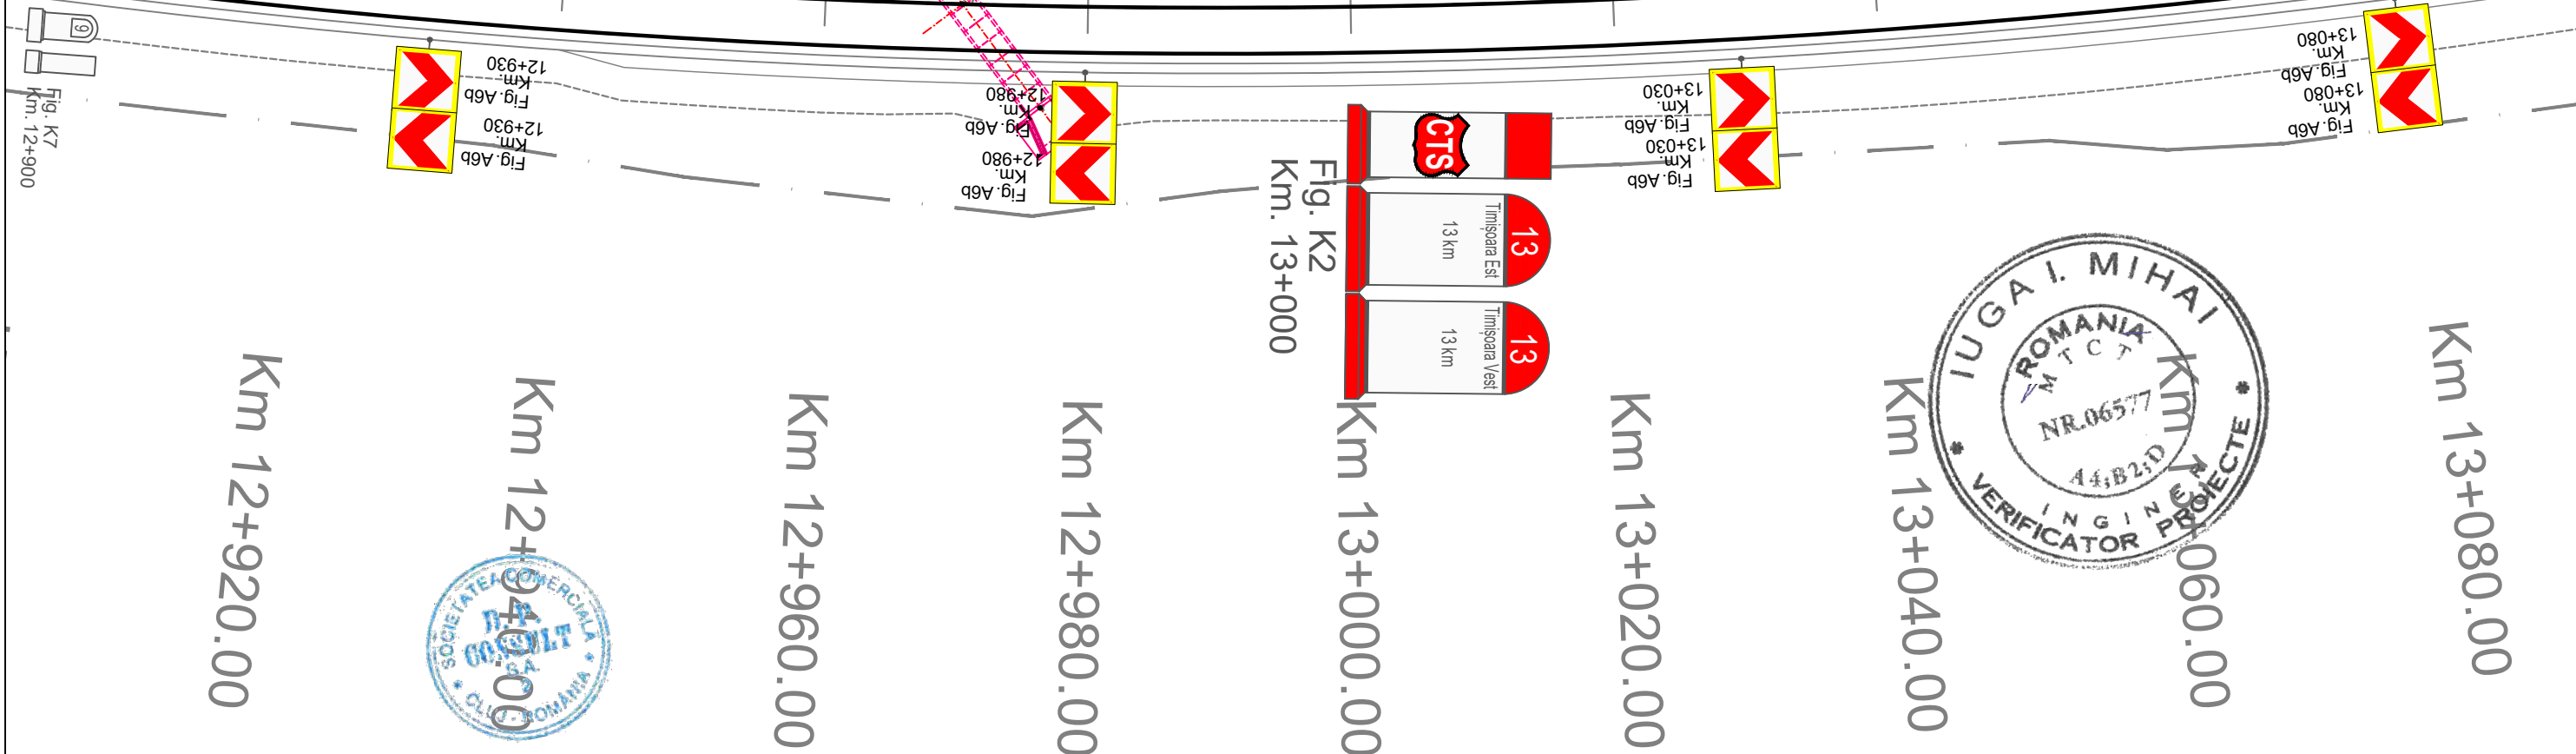 9
Fig. K7
Km. 12+900
Fig.A6b
Km.
12+930
Fig.A6b
Km.
12+930
Fig.A6b
Km.
12+980
Fig.A6b
Km.
12+980
CTS
13
Timișoara Est
13 km
13
Timișoara Vest
13 km
Fig. K2
Km. 13+000
Fig.A6b
Km.
13+030
Fig.A6b
Km.
13+030
Fig.A6b
Km.
13+080
Fig.A6b
Km.
13+080
Km 12+920.00
Km 12+940.00
Km 12+960.00
Km 12+980.00
Km 13+000.00
Km 13+020.00
Km 13+040.00
Km 13+060.00
Km 13+080.00
SOCIETATEA COMERCIALĂ
CONSULT
S.A.
CLUJ - ROMÂNIA
IUGA I. MIHAI
ROMANIA
M T C T
NR.06577
A4;B2;D
INGINER
VERIFICATOR PROIECTE